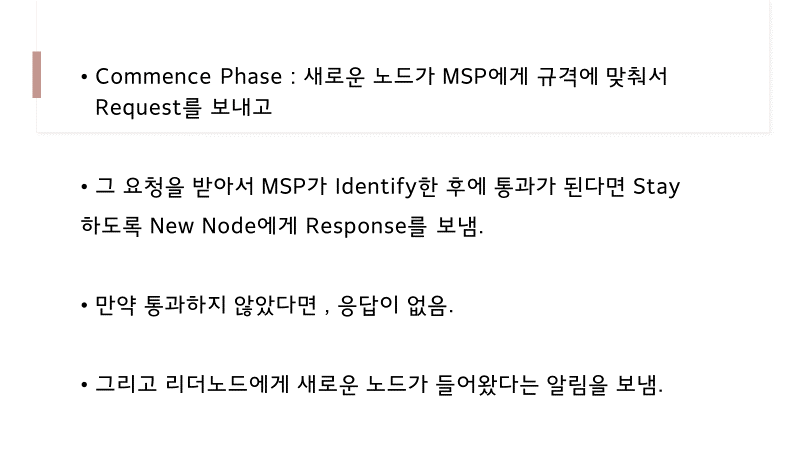 • Commence Phase : 새로운 노드가 MSP에게 규격에 맞춰서
Request를 보내고
• 그 요청을 받아서 MSP가 Identify한 후에 통과가 된다면 Stay
하도록 New Node에게 Response를 보냄.
• 만약 통과하지 않았다면 , 응답이 없음.
• 그리고 리더노드에게 새로운 노드가 들어왔다는 알림을 보냄.